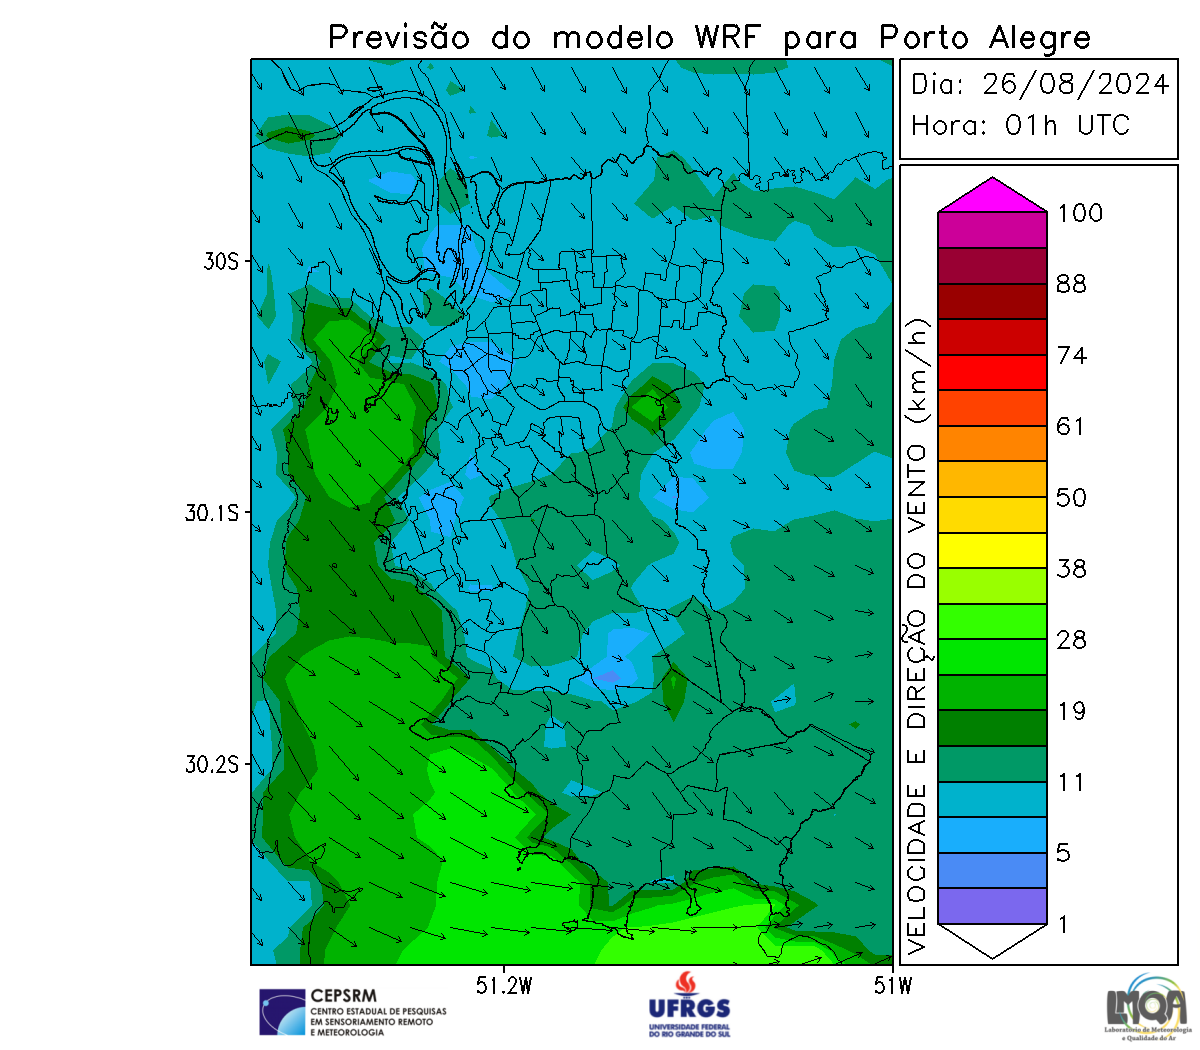 Previsão do modelo WRF para Porto Alegre
Dia: 26/08/2024
Hora: 01h UTC
30S
30.1S
30.2S
51.2W
51W
VELOCIDADE E DIREÇÃO DO VENTO (km/h)
100
88
74
61
50
38
28
19
11
5
1
CEPSRM
CENTRO ESTADUAL DE PESQUISAS
EM SENSORIAMENTO REMOTO
E METEOROLOGIA
UFRGS
UNIVERSIDADE FEDERAL
DO RIO GRANDE DO SUL
LMQA
Laboratório de Meteorologia
e Qualidade do Ar